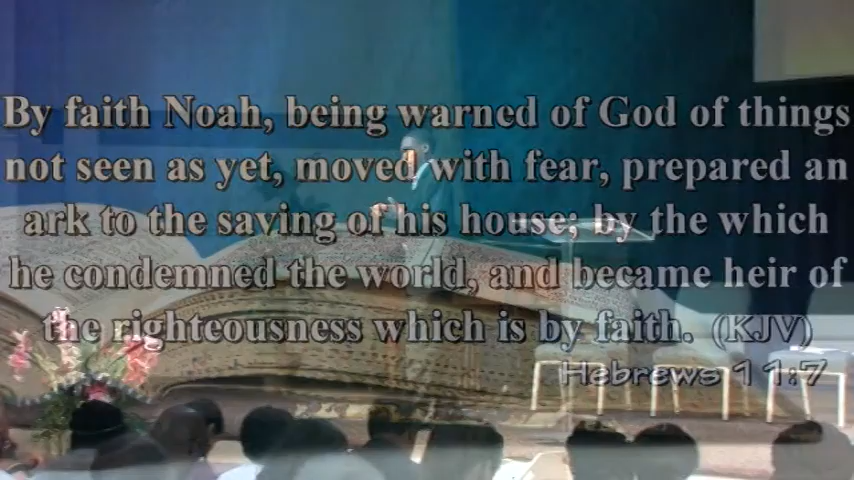 By faith Noah, being warned of God of things
not seen as yet, moved with fear, prepared an
ark to the saving of his house; by the which
he condemned the world, and became heir of
the righteousness which is by faith. (KJV)
Hebrews 11:7